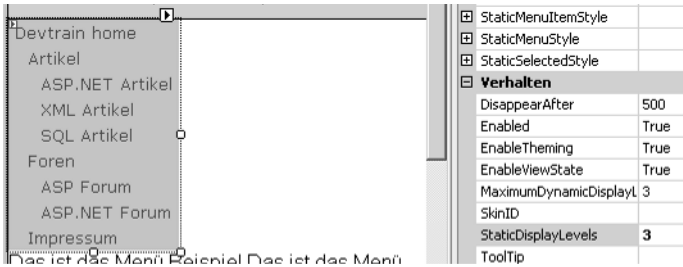 Devtrain home
Artikel
ASP.NET Artikel
XML Artikel
SQL Artikel
Foren
ASP Forum
ASP.NET Forum
Impressum
Das ist das Menü Beispiel Das ist das Menü
StaticMenuItemStyle
StaticMenuStyle
StaticSelectedStyle
Verhalten
DisappearAfter 500
Enabled True
EnableTheming True
EnableViewState True
MaximumDynamicDisplayL 3
SkinID
StaticDisplayLevels 3
ToolTip